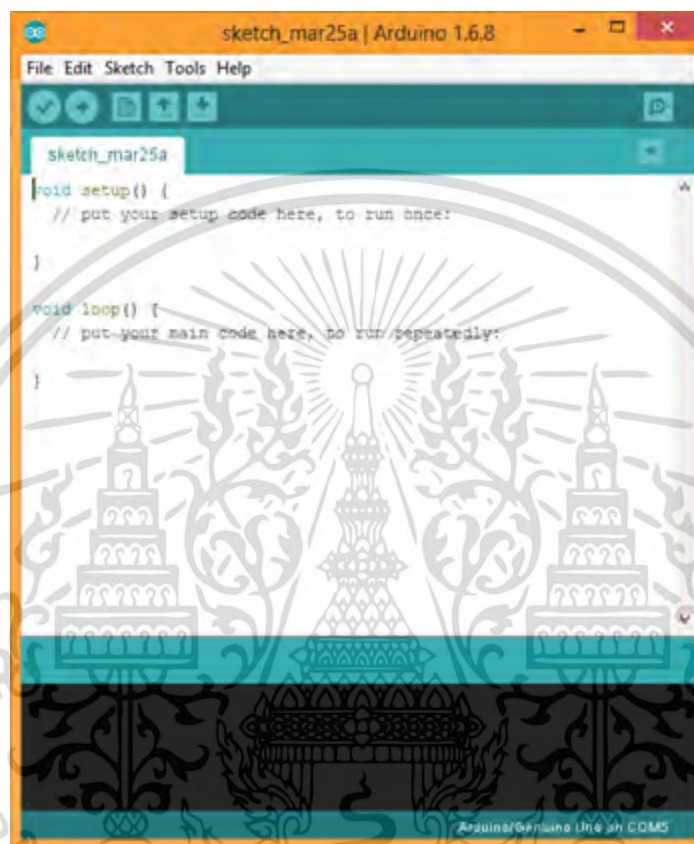 sketch_mar25a | Arduino 1.6.8
File Edit Sketch Tools Help
sketch_mar25a
void setup() {
  // put your setup code here, to run once:
}
void loop() {
  // put your main code here, to run repeatedly:
}
Arduino/Genuino Uno on COM5